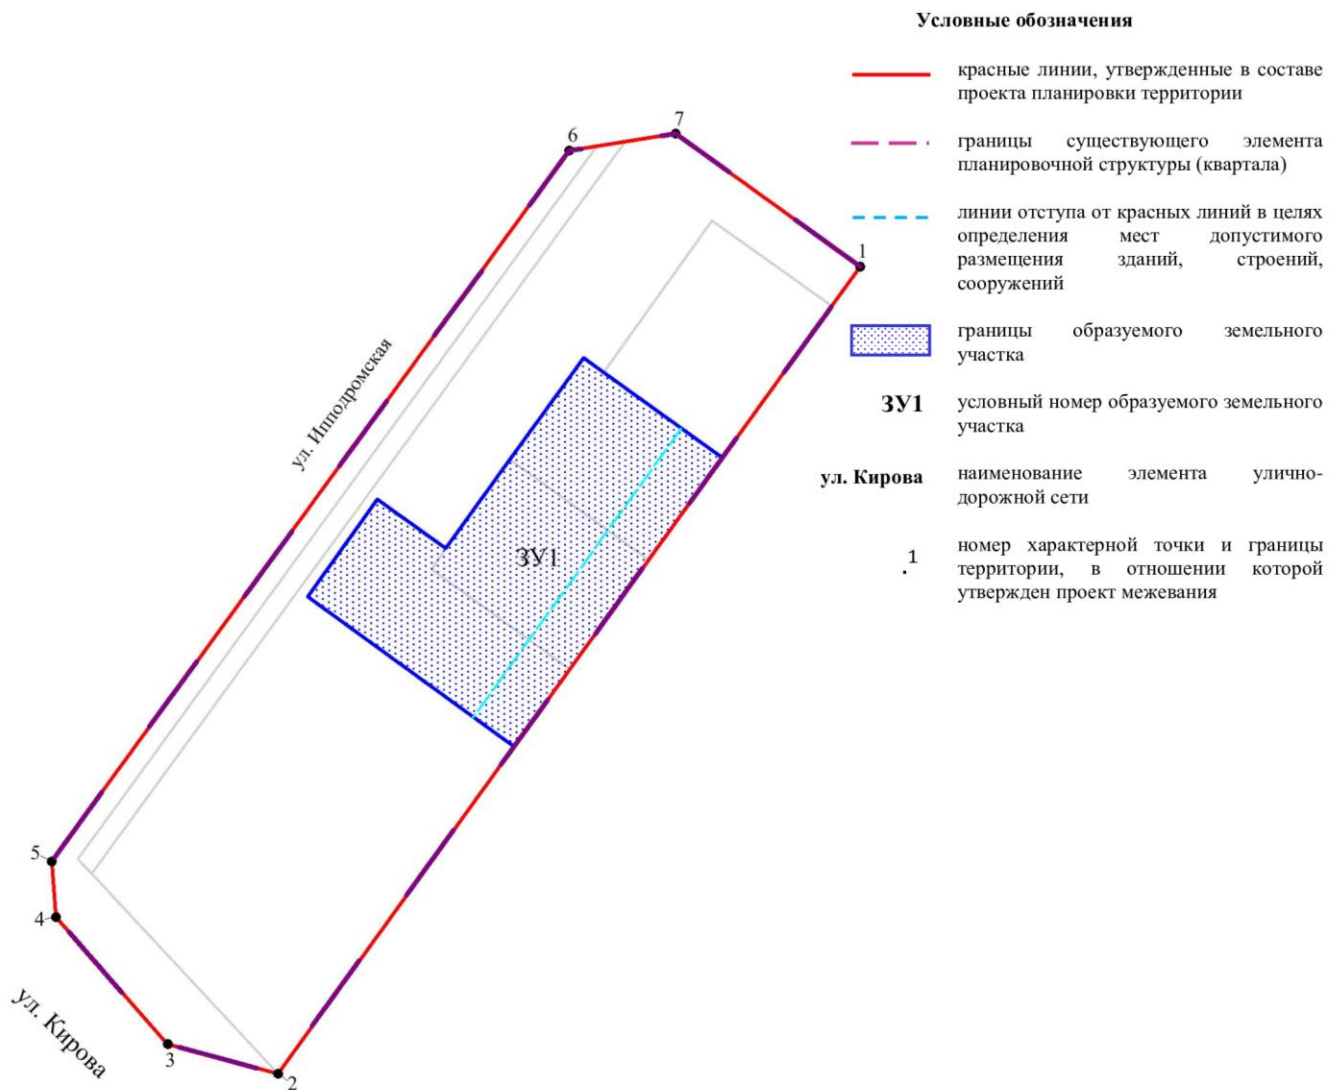 Условные обозначения
красные линии, утвержденные в составе
проекта планировки территории
границы существующего элемента
планировочной структуры (квартала)
линии отступа от красных линий в целях
определения мест допустимого
размещения зданий, строений,
сооружений
границы образуемого земельного
участка
ЗУ1 условный номер образуемого земельного
участка
ул. Кирова наименование элемента улично-
дорожной сети
1 номер характерной точки и границы
территории, в отношении которой
утвержден проект межевания
7
6
1
ул. Ипподромская
ЗУ1
5
4
ул. Кирова
3
2